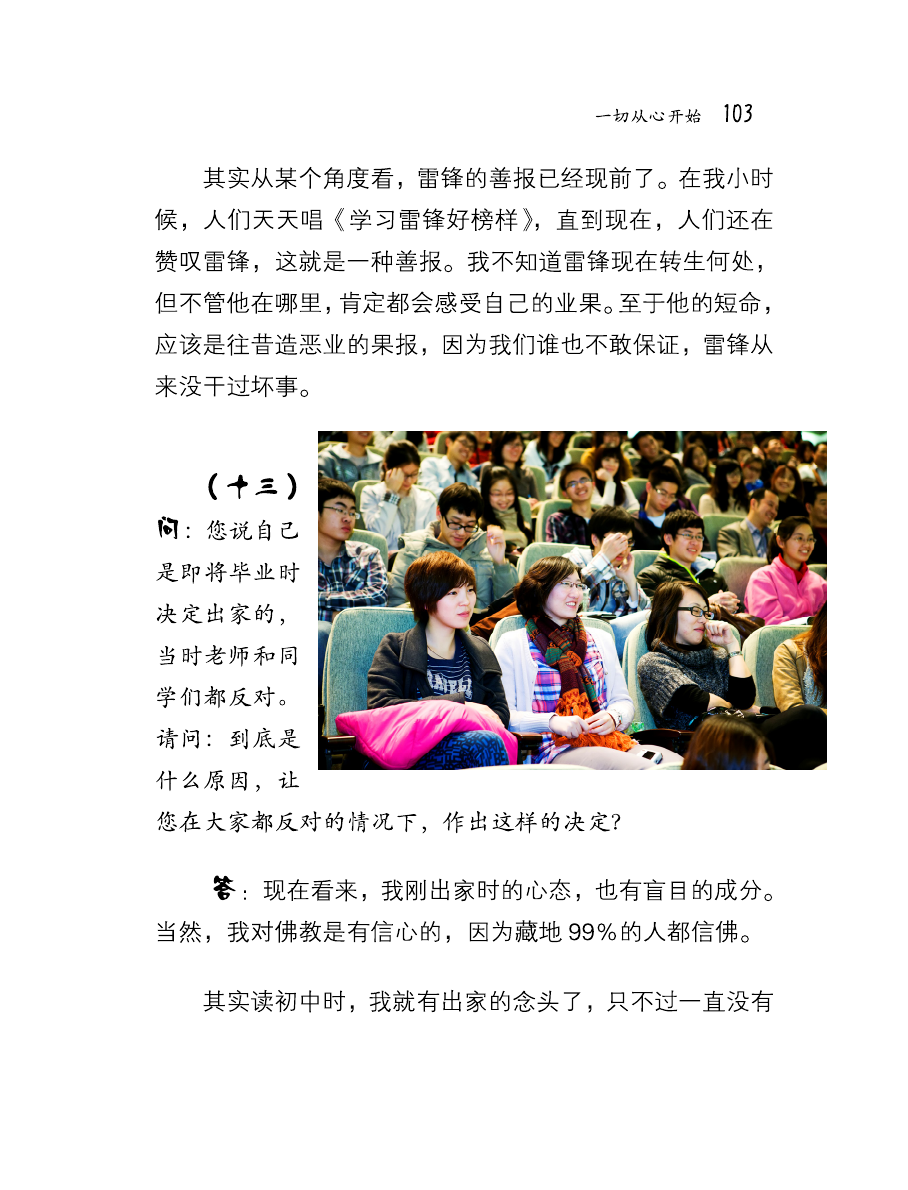 一切从心开始 103
其实从某个角度看，雷锋的善报已经现前了。在我小时
候，人们天天唱《学习雷锋好榜样》，直到现在，人们还在
赞叹雷锋，这就是一种善报。我不知道雷锋现在转生何处，
但不管他在哪里，肯定都会感受自己的业果。至于他的短命，
应该是往昔造恶业的果报，因为我们谁也不敢保证，雷锋从
来没干过坏事。
（十三）
问：您说自己
是即将毕业时
决定出家的，
当时老师和同
学们都反对。
请问：到底是
什么原因，让
您在大家都反对的情况下，作出这样的决定？
答：现在看来，我刚出家时的心态，也有盲目的成分。
当然，我对佛教是有信心的，因为藏地 99％的人都信佛。
其实读初中时，我就有出家的念头了，只不过一直没有